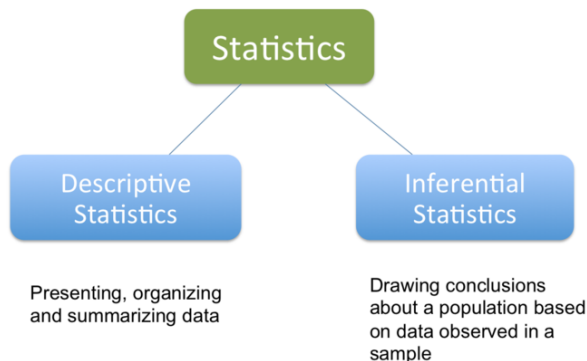 Statistics
Descriptive
Statistics
Inferential
Statistics
Presenting, organizing
and summarizing data
Drawing conclusions
about a population based
on data observed in a
sample